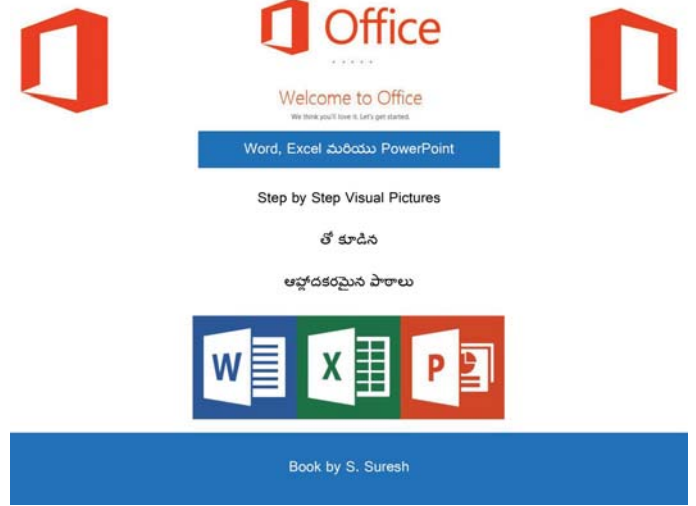 Office
Welcome to Office
We think you'll love it. Let's get started.
Word, Excel మరియు PowerPoint
Step by Step Visual Pictures
తో కూడిన
ఆహ్లాదకరమైన పాఠాలు
W X P
Book by S. Suresh